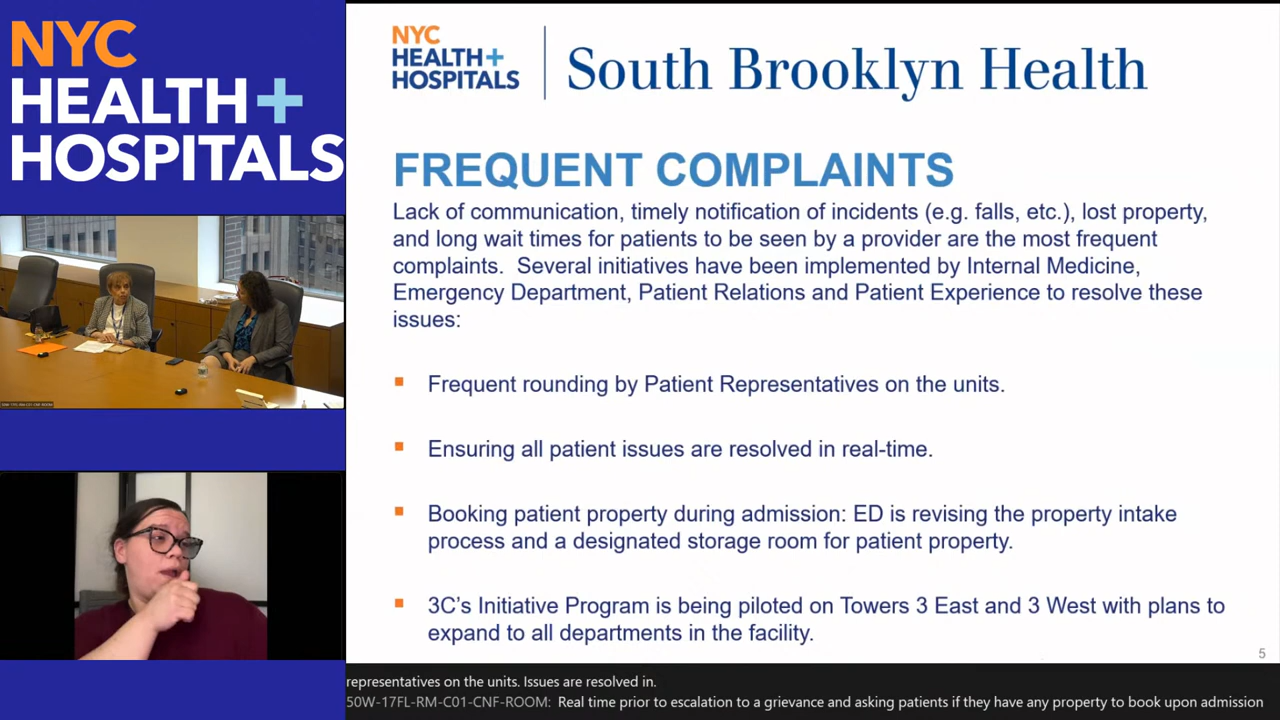 NYC
HEALTH+
HOSPITALS
NYC
HEALTH+
HOSPITALS
South Brooklyn Health
FREQUENT COMPLAINTS
Lack of communication, timely notification of incidents (e.g. falls, etc.), lost property,
and long wait times for patients to be seen by a provider are the most frequent
complaints. Several initiatives have been implemented by Internal Medicine,
Emergency Department, Patient Relations and Patient Experience to resolve these
issues:
▪ Frequent rounding by Patient Representatives on the units.
▪ Ensuring all patient issues are resolved in real-time.
▪ Booking patient property during admission: ED is revising the property intake
process and a designated storage room for patient property.
▪ 3C's Initiative Program is being piloted on Towers 3 East and 3 West with plans to
expand to all departments in the facility.
5
representatives on the units. Issues are resolved in.
50W-17FL-RM-C01-CNF-ROOM: Real time prior to escalation to a grievance and asking patients if they have any property to book upon admission